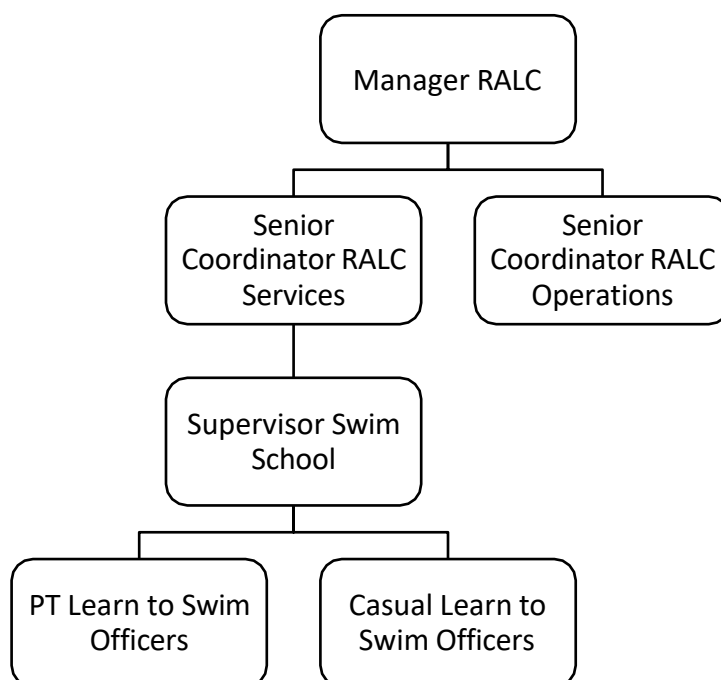 Manager RALC
Senior
Coordinator RALC
Services
Senior
Coordinator RALC
Operations
Supervisor Swim
School
PT Learn to Swim
Officers
Casual Learn to
Swim Officers